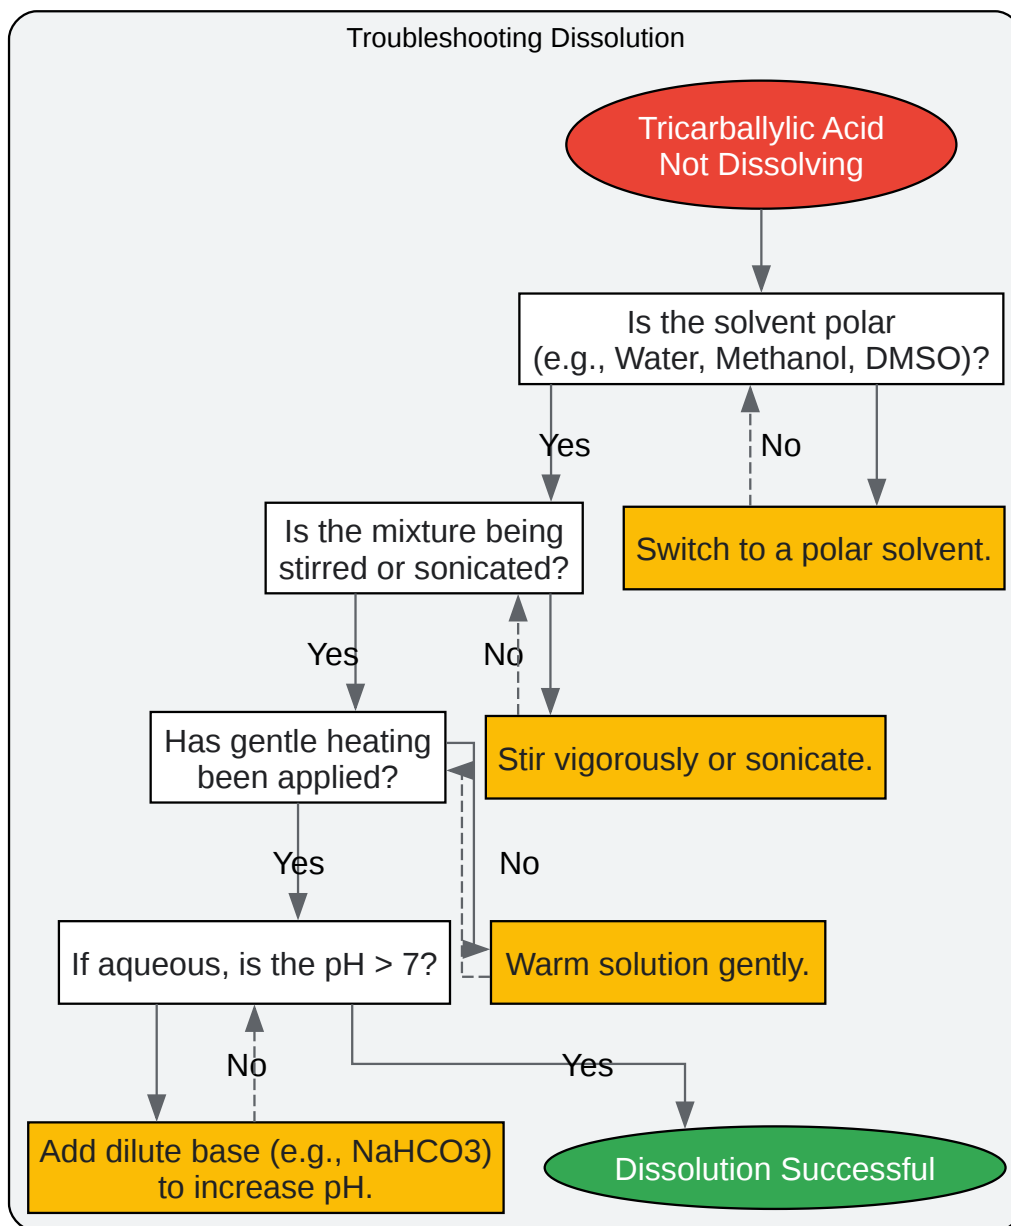 Troubleshooting Dissolution
Tricarballylic Acid
Not Dissolving
Is the solvent polar
(e.g., Water, Methanol, DMSO)?
Yes
No
Is the mixture being
stirred or sonicated?
Switch to a polar solvent.
Yes
No
Has gentle heating
been applied?
Stir vigorously or sonicate.
Yes
No
If aqueous, is the pH > 7?
Warm solution gently.
No
Yes
Add dilute base (e.g., NaHCO3)
to increase pH.
Dissolution Successful